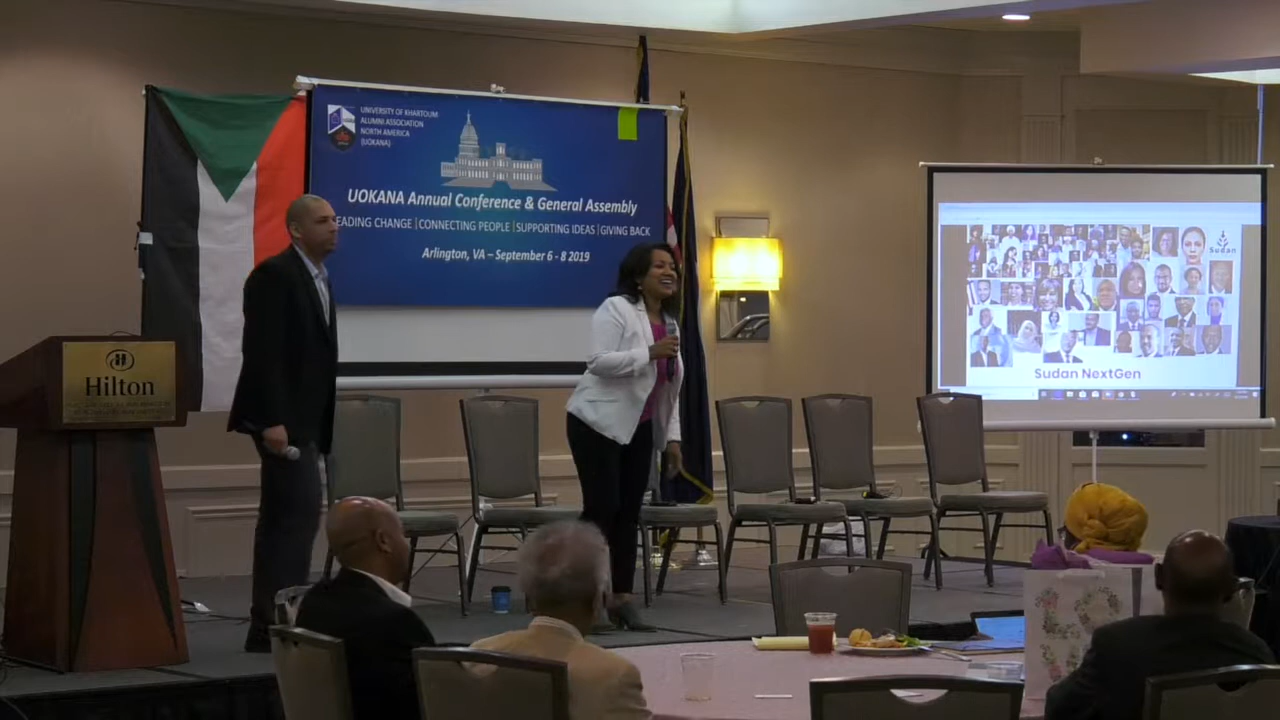 UNIVERSITY OF KHARTOUM
ALUMNI ASSOCIATION
NORTH AMERICA
(UOKANA)
UOKANA Annual Conference & General Assembly
EADING CHANGE | CONNECTING PEOPLE | SUPPORTING IDEAS | GIVING BACK
Arlington, VA – September 6 - 8 2019
Hilton
Sudan
Sudan NextGen